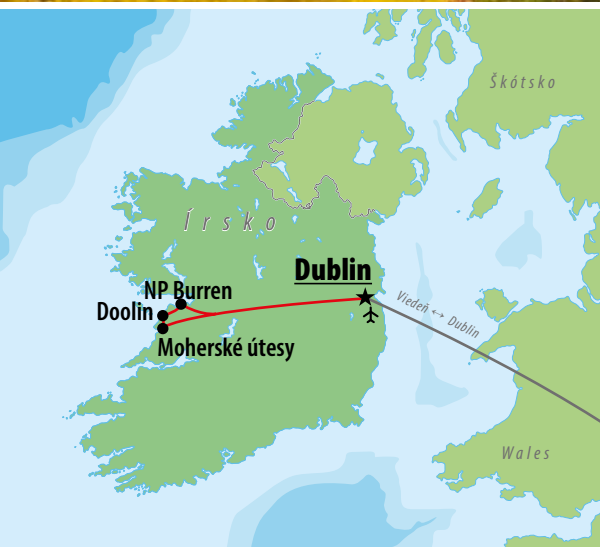 Škótsko
Írsko
Dublin
NP Burren
Doolin
Viedeň ↔ Dublin
Moherské útesy
Wales